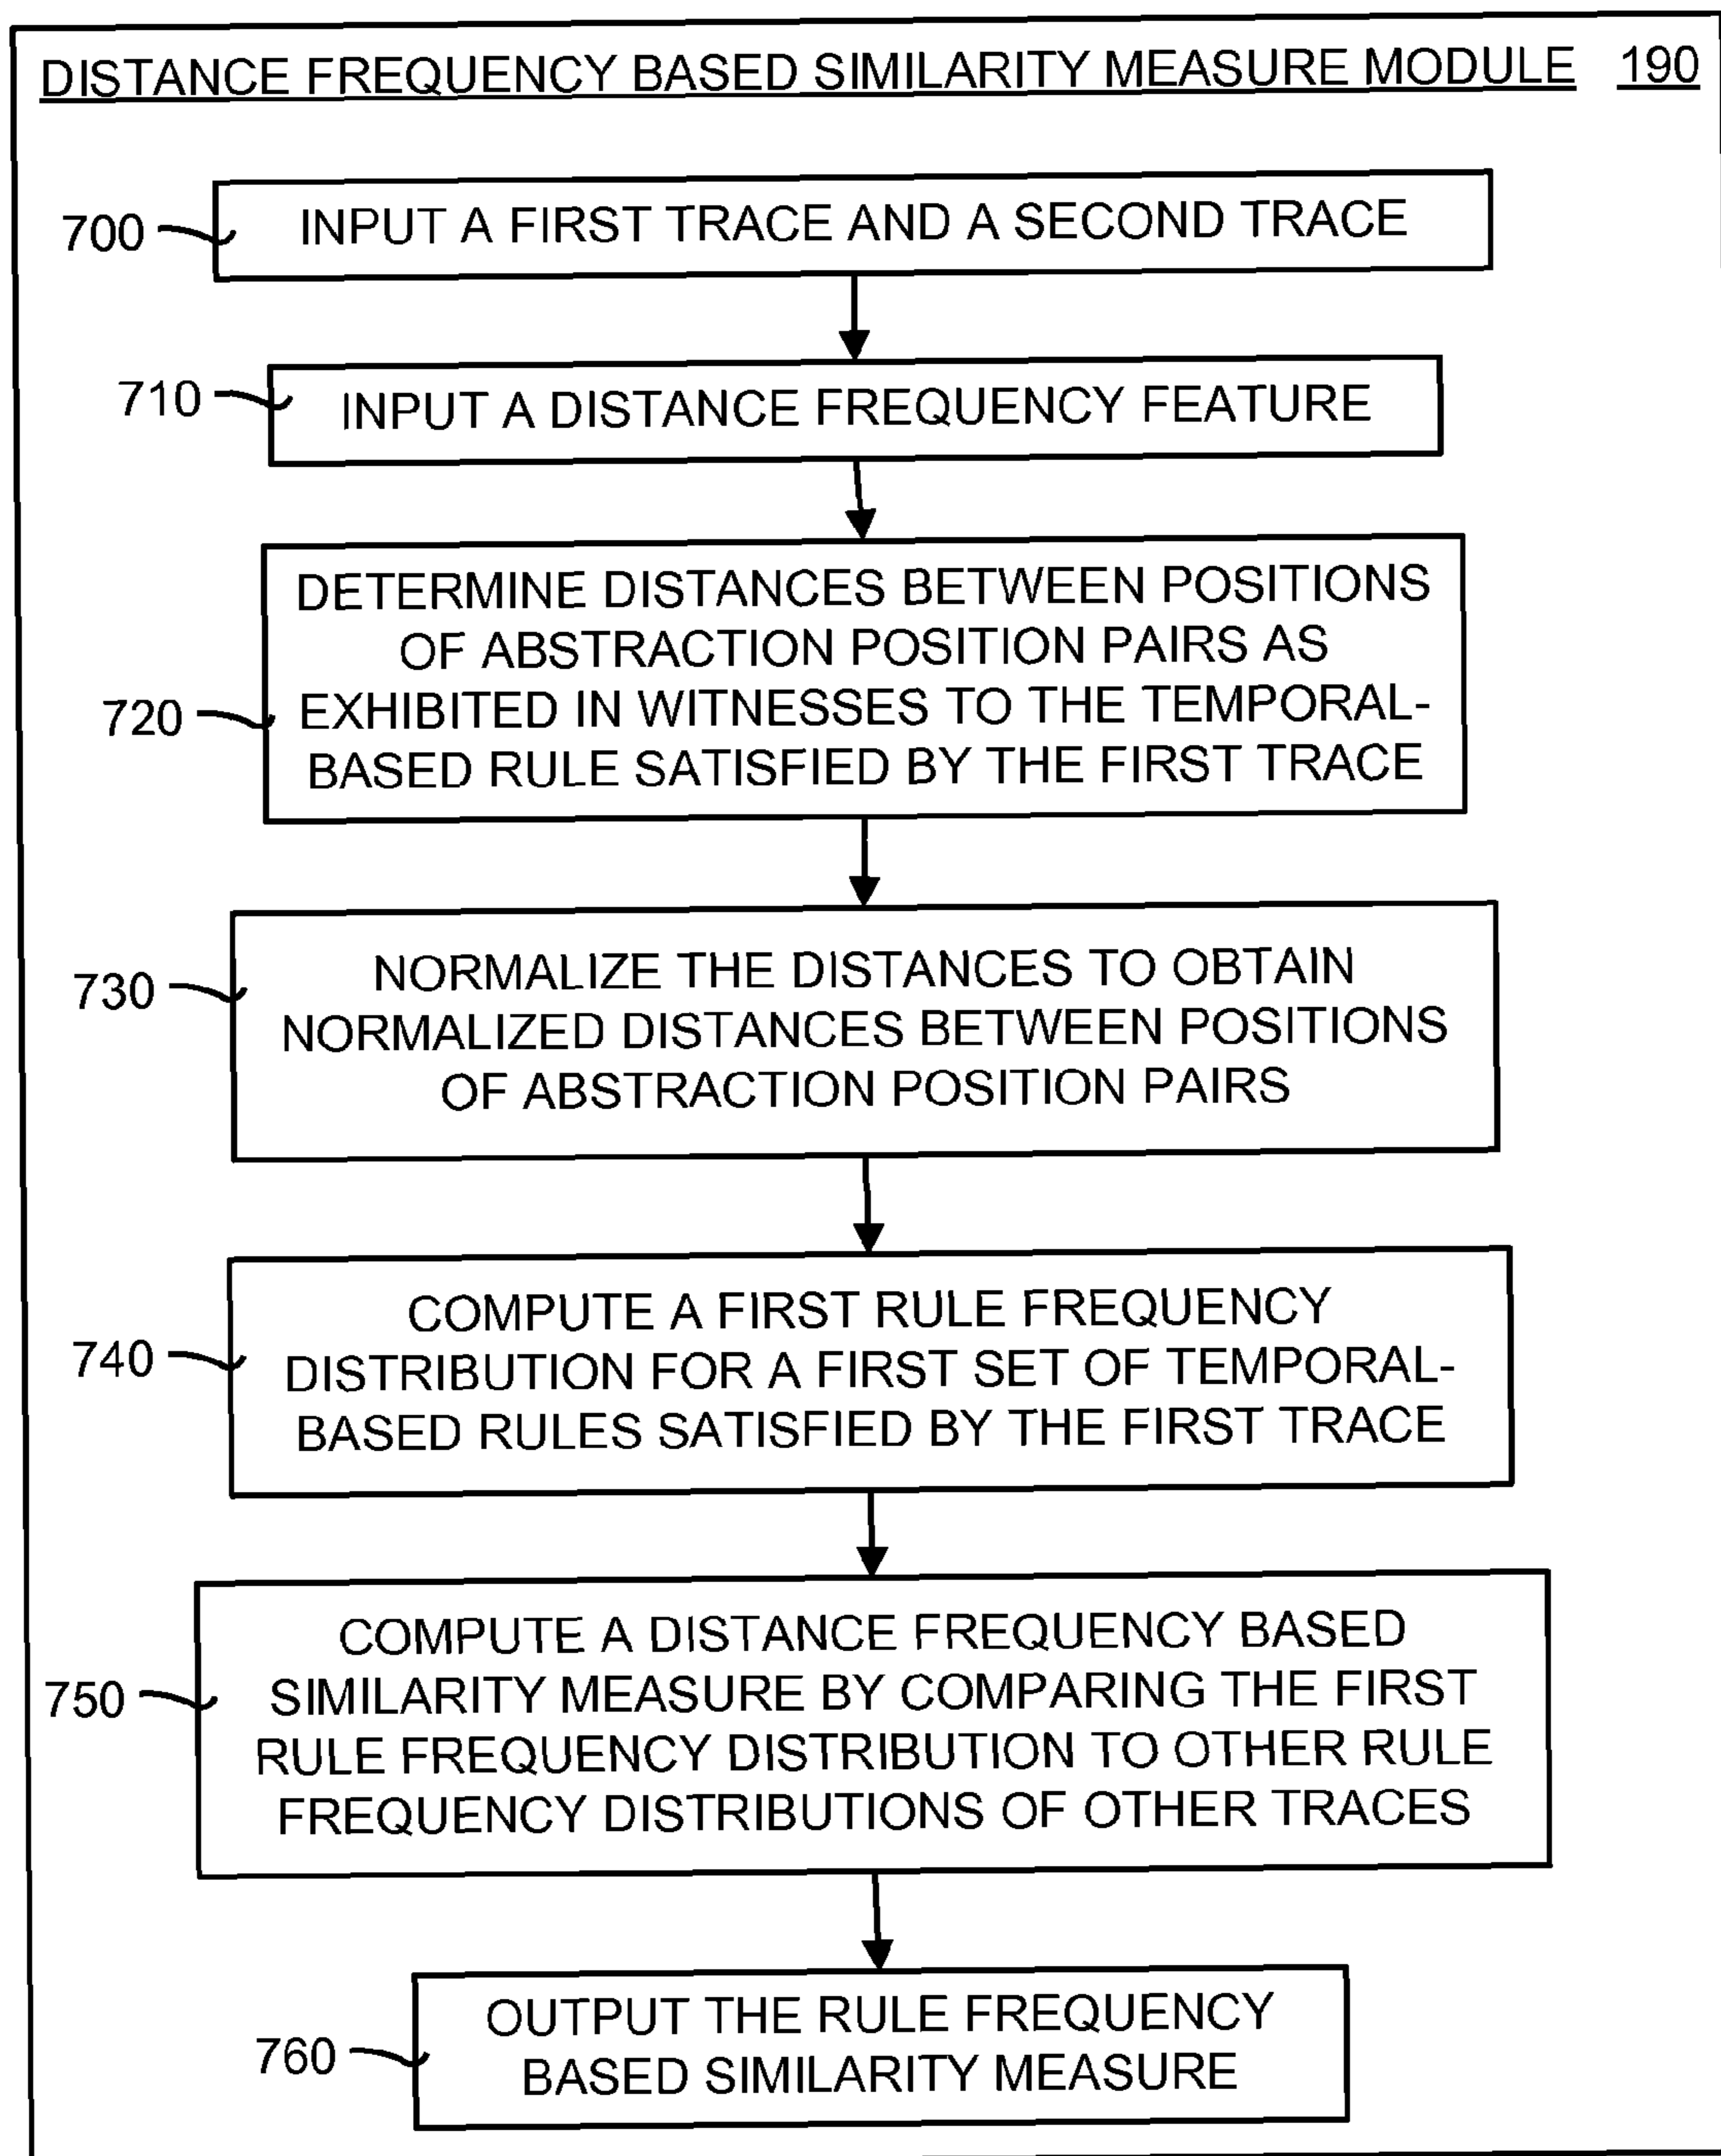 DISTANCE FREQUENCY BASED SIMILARITY MEASURE MODULE 190
700 INPUT A FIRST TRACE AND A SECOND TRACE
710 INPUT A DISTANCE FREQUENCY FEATURE
DETERMINE DISTANCES BETWEEN POSITIONS
OF ABSTRACTION POSITION PAIRS AS
720 EXHIBITED IN WITNESSES TO THE TEMPORAL-
BASED RULE SATISFIED BY THE FIRST TRACE
730 NORMALIZE THE DISTANCES TO OBTAIN
NORMALIZED DISTANCES BETWEEN POSITIONS
OF ABSTRACTION POSITION PAIRS
COMPUTE A FIRST RULE FREQUENCY
740 DISTRIBUTION FOR A FIRST SET OF TEMPORAL-
BASED RULES SATISFIED BY THE FIRST TRACE
COMPUTE A DISTANCE FREQUENCY BASED
750 SIMILARITY MEASURE BY COMPARING THE FIRST
RULE FREQUENCY DISTRIBUTION TO OTHER RULE
FREQUENCY DISTRIBUTIONS OF OTHER TRACES
OUTPUT THE RULE FREQUENCY
760 BASED SIMILARITY MEASURE